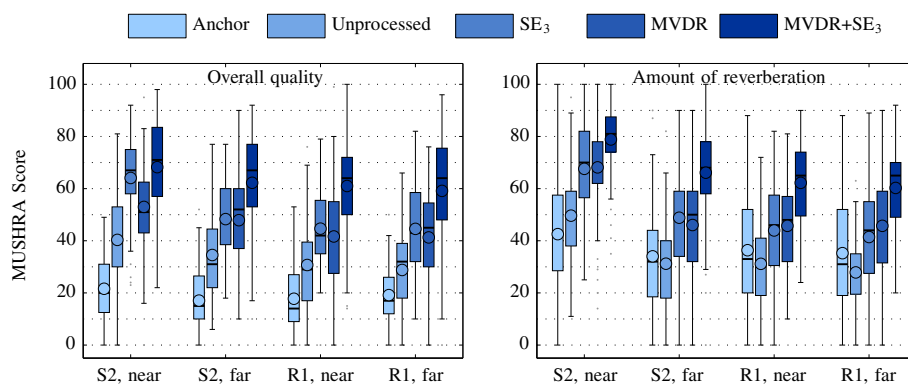 Anchor Unprocessed SE₃ MVDR MVDR+SE₃
Overall quality
Amount of reverberation
MUSHRA Score
100
80
60
40
20
0
S2, near S2, far R1, near R1, far
100
80
60
40
20
0
S2, near S2, far R1, near R1, far